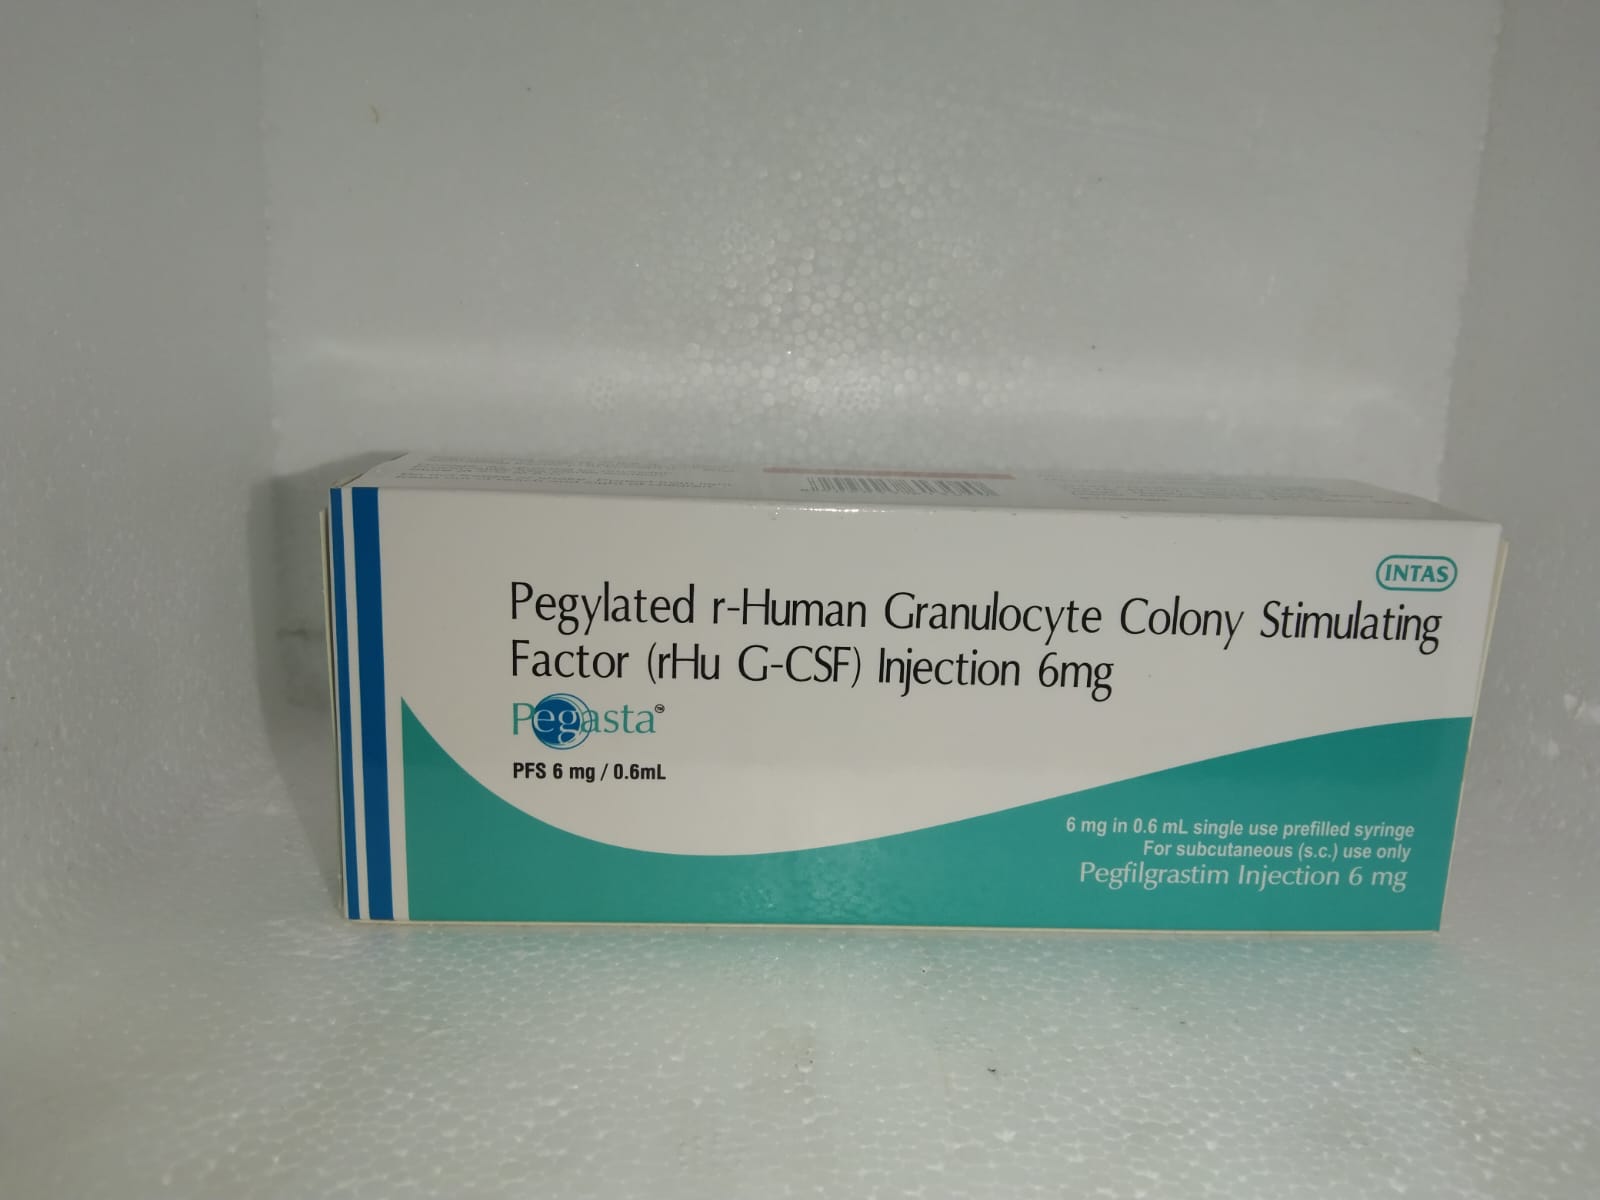 INTAS
Pegylated r-Human Granulocyte Colony Stimulating
Factor (rHu G-CSF) Injection 6mg
Pegasta™
PFS 6 mg / 0.6mL
6 mg in 0.6 mL single use prefilled syringe
For subcutaneous (s.c.) use only
Pegfilgrastim Injection 6 mg